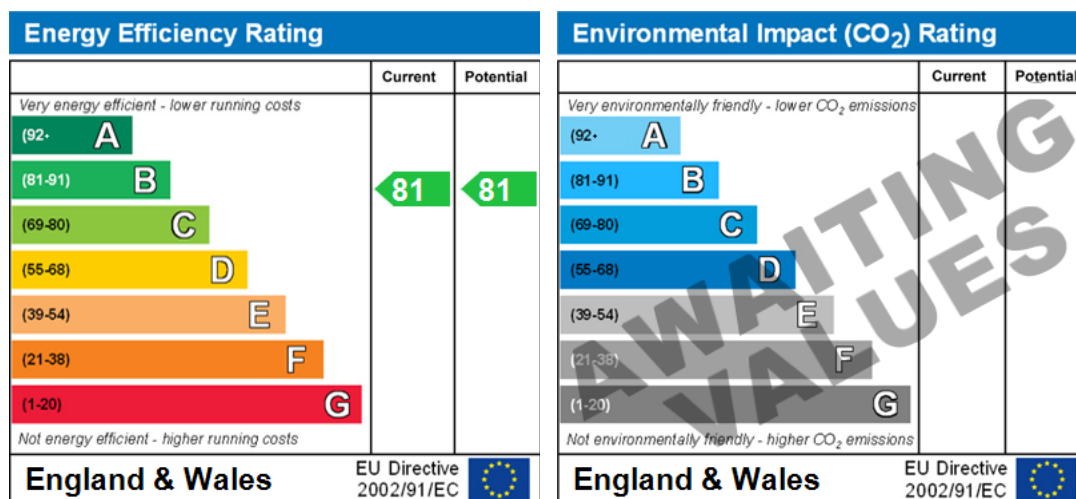 Energy Efficiency Rating
Current Potential
Very energy efficient - lower running costs
(92- A
(81-91) B
81 81
(69-80) C
(55-68) D
(39-54) E
(21-38) F
(1-20) G
Not energy efficient - higher running costs
England & Wales
EU Directive
2002/91/EC
Environmental Impact (CO₂) Rating
Current Potential
Very environmentally friendly - lower CO₂ emissions
(92- A
(81-91) B
(69-80) C
(55-68) D
(39-54) E
(21-38) F
(1-20) G
AWAITING
VALUES
Not environmentally friendly - higher CO₂ emissions
England & Wales
EU Directive
2002/91/EC